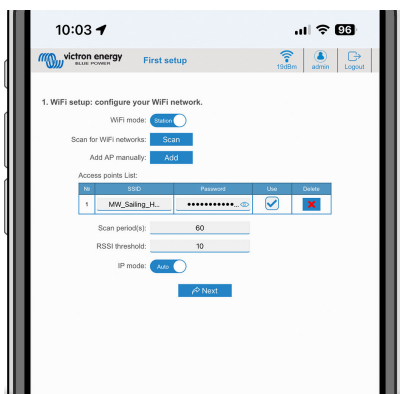 10:03
96
victron energy
BLUE POWER
First setup
19dBm
admin
Logout
1. WiFi setup: configure your WiFi network.
WiFi mode: Station
Scan for WiFi networks: Scan
Add AP manually: Add
Access points List:
№ SSID Password Use Delete
1 MW_Sailing_H... •••••••••••...
Scan period(s): 60
RSSI threshold: 10
IP mode: Auto
Next